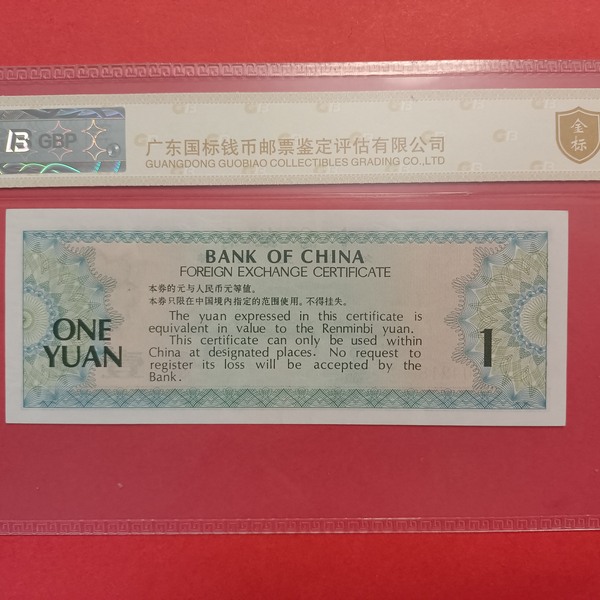 GBP
广东国标钱币邮票鉴定评估有限公司
GUANGDONG GUOBIAO COLLECTIBLES GRADING CO.,LTD
金
标
BANK OF CHINA
FOREIGN EXCHANGE CERTIFICATE
本券的元与人民币元等值。
本券只限在中国境内指定的范围使用。不得挂失。
The yuan expressed in this certificate is
equivalent in value to the Renminbi yuan.
This certificate can only be used within
China at designated places. No request to
register its loss will be accepted by the
Bank.
ONE
YUAN
1